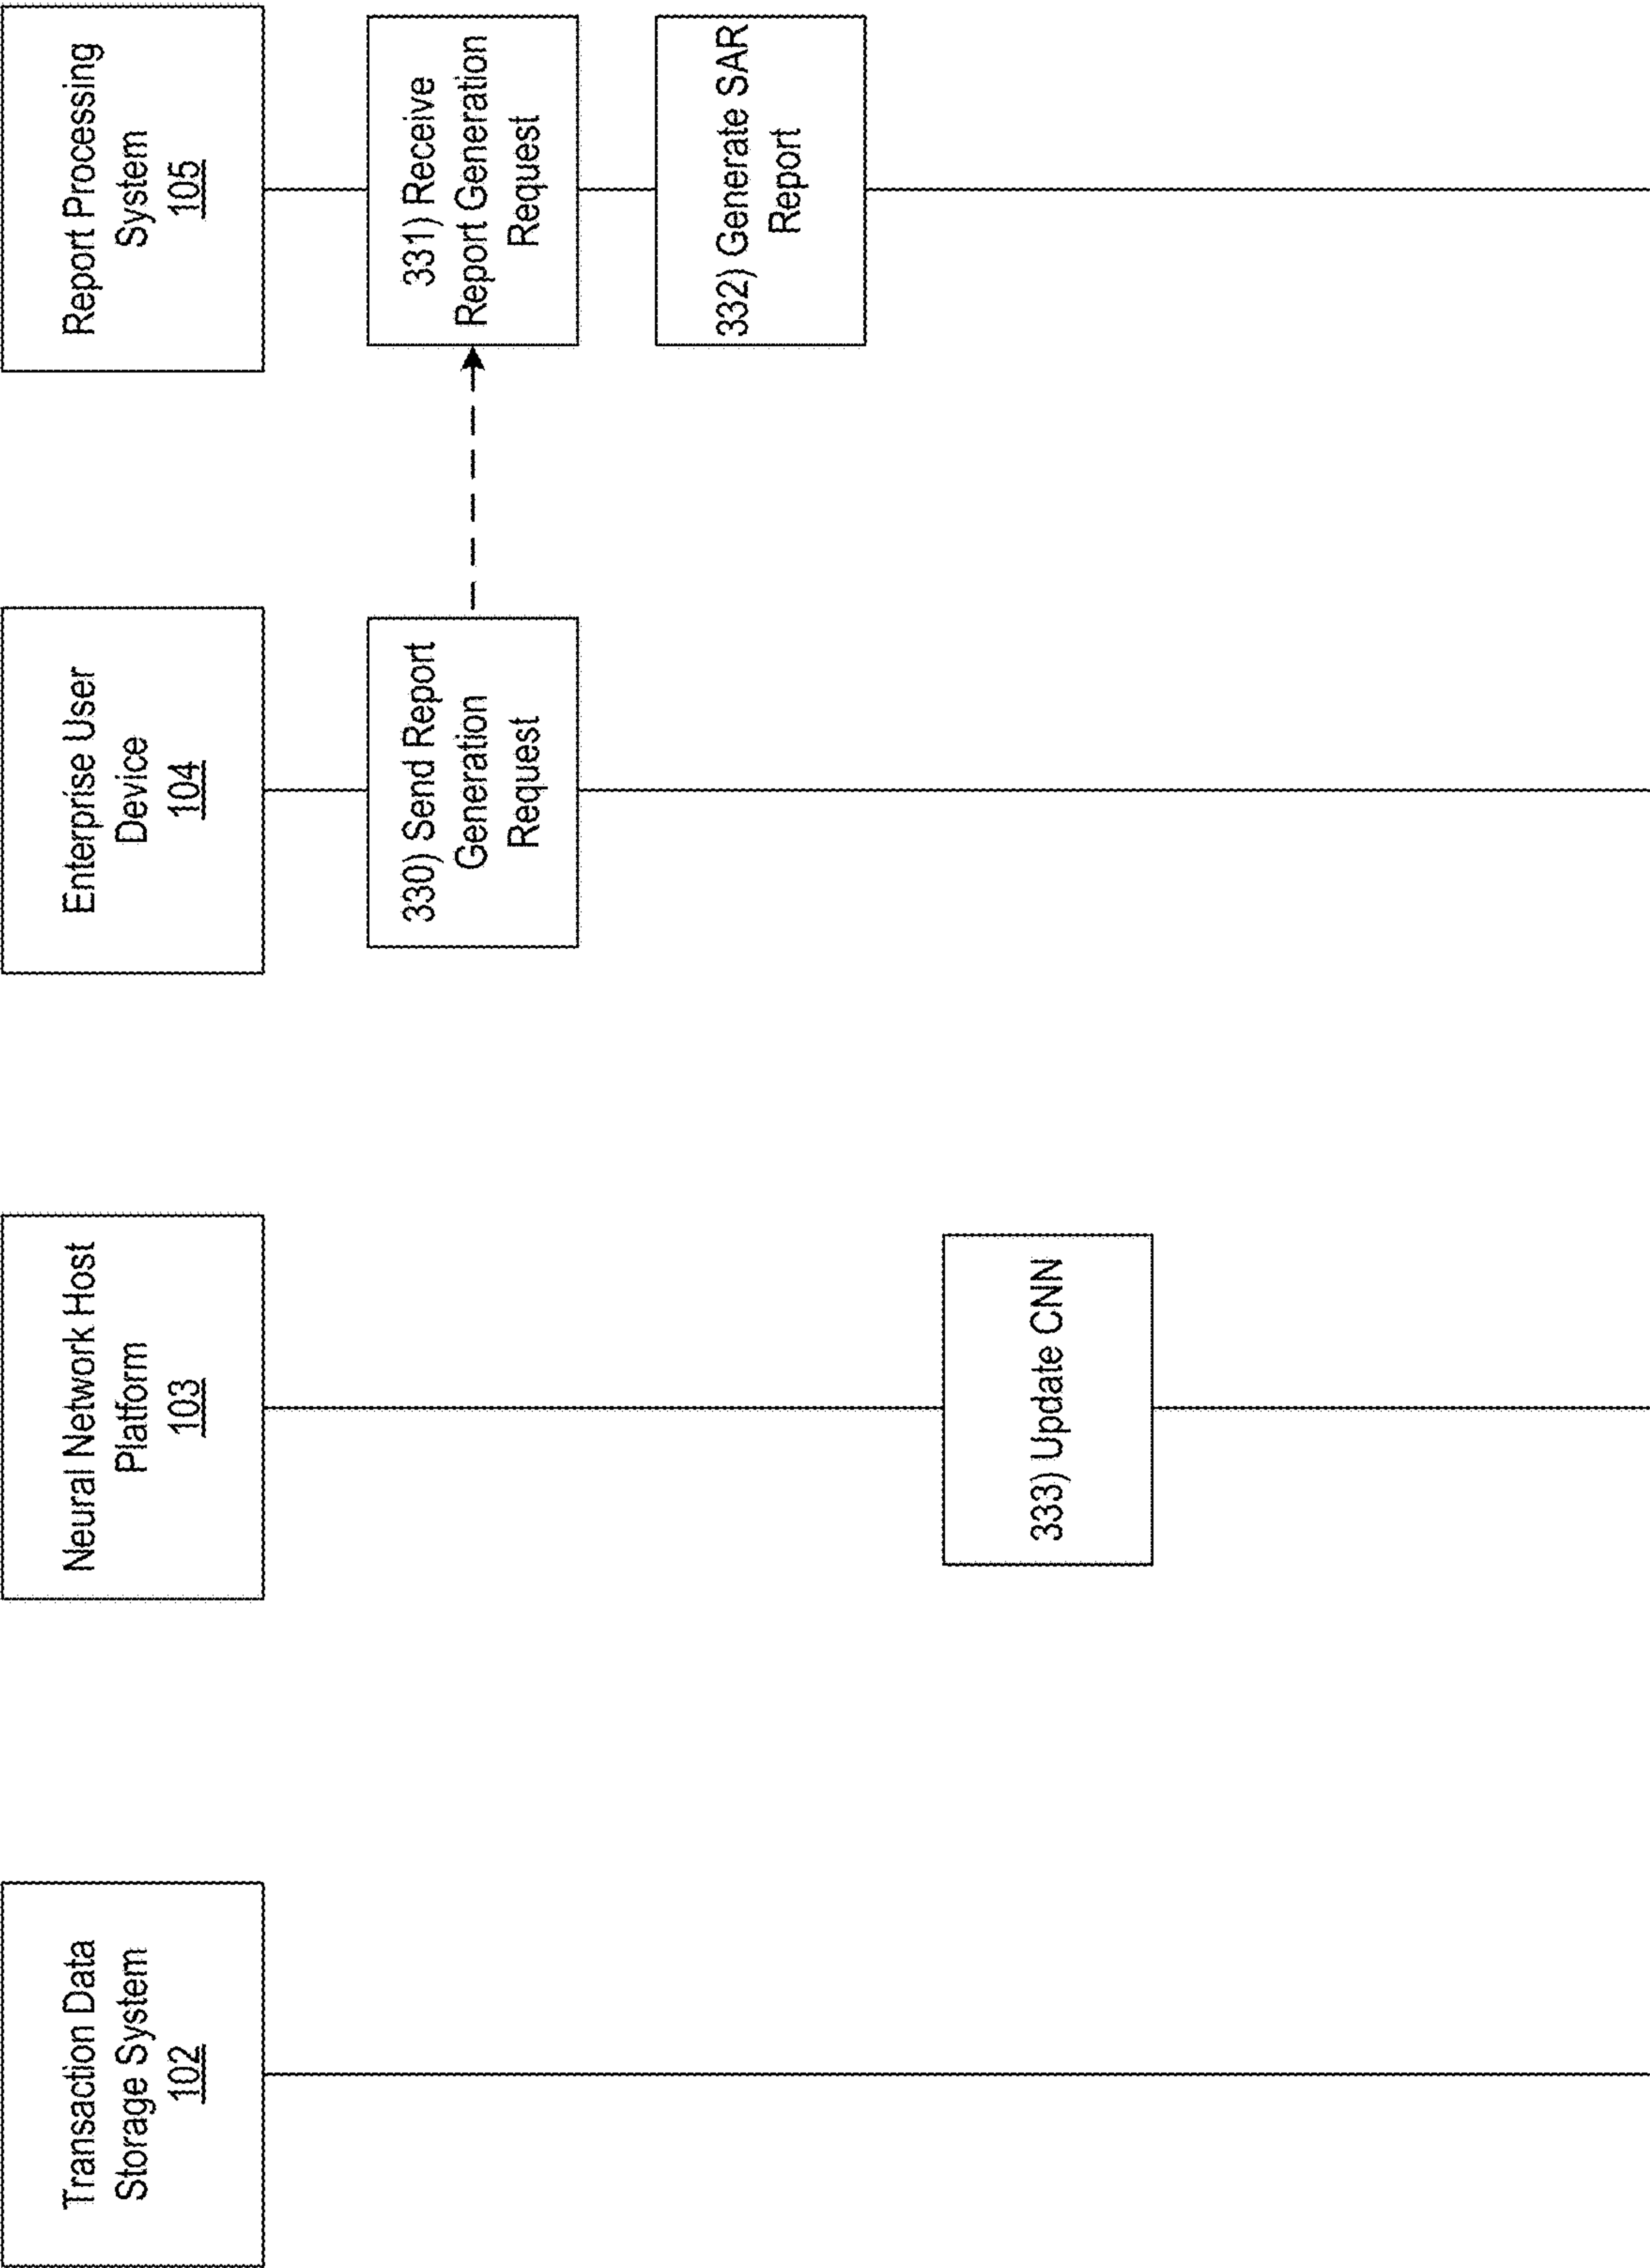 Transaction Data
Storage System
102
Neural Network Host
Platform
103
Enterprise User
Device
104
Report Processing
System
105
330) Send Report
Generation
Request
331) Receive
Report Generation
Request
332) Generate SAR
Report
333) Update CNN